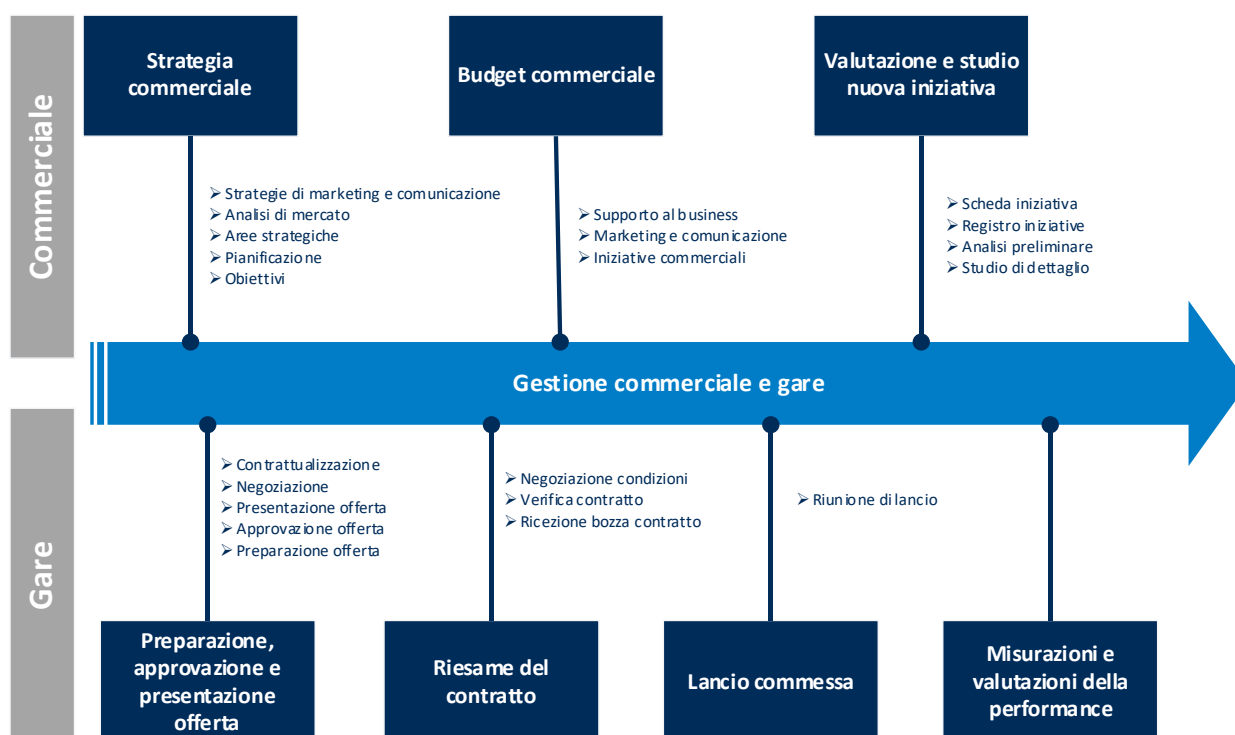 Commerciale
Strategia
commerciale
Budget commerciale
Valutazione e studio
nuova iniziativa
➢ Strategie di marketing e comunicazione
➢ Analisi di mercato
➢ Aree strategiche
➢ Pianificazione
➢ Obiettivi
➢ Supporto al business
➢ Marketing e comunicazione
➢ Iniziative commerciali
➢ Scheda iniziativa
➢ Registro iniziative
➢ Analisi preliminare
➢ Studio di dettaglio
Gestione commerciale e gare
Gare
➢ Contrattualizzazione
➢ Negoziazione
➢ Presentazione offerta
➢ Approvazione offerta
➢ Preparazione offerta
➢ Negoziazione condizioni
➢ Verifica contratto
➢ Ricezione bozza contratto
➢ Riunione di lancio
Preparazione,
approvazione e
presentazione
offerta
Riesame del
contratto
Lancio commessa
Misurazioni e
valutazioni della
performance